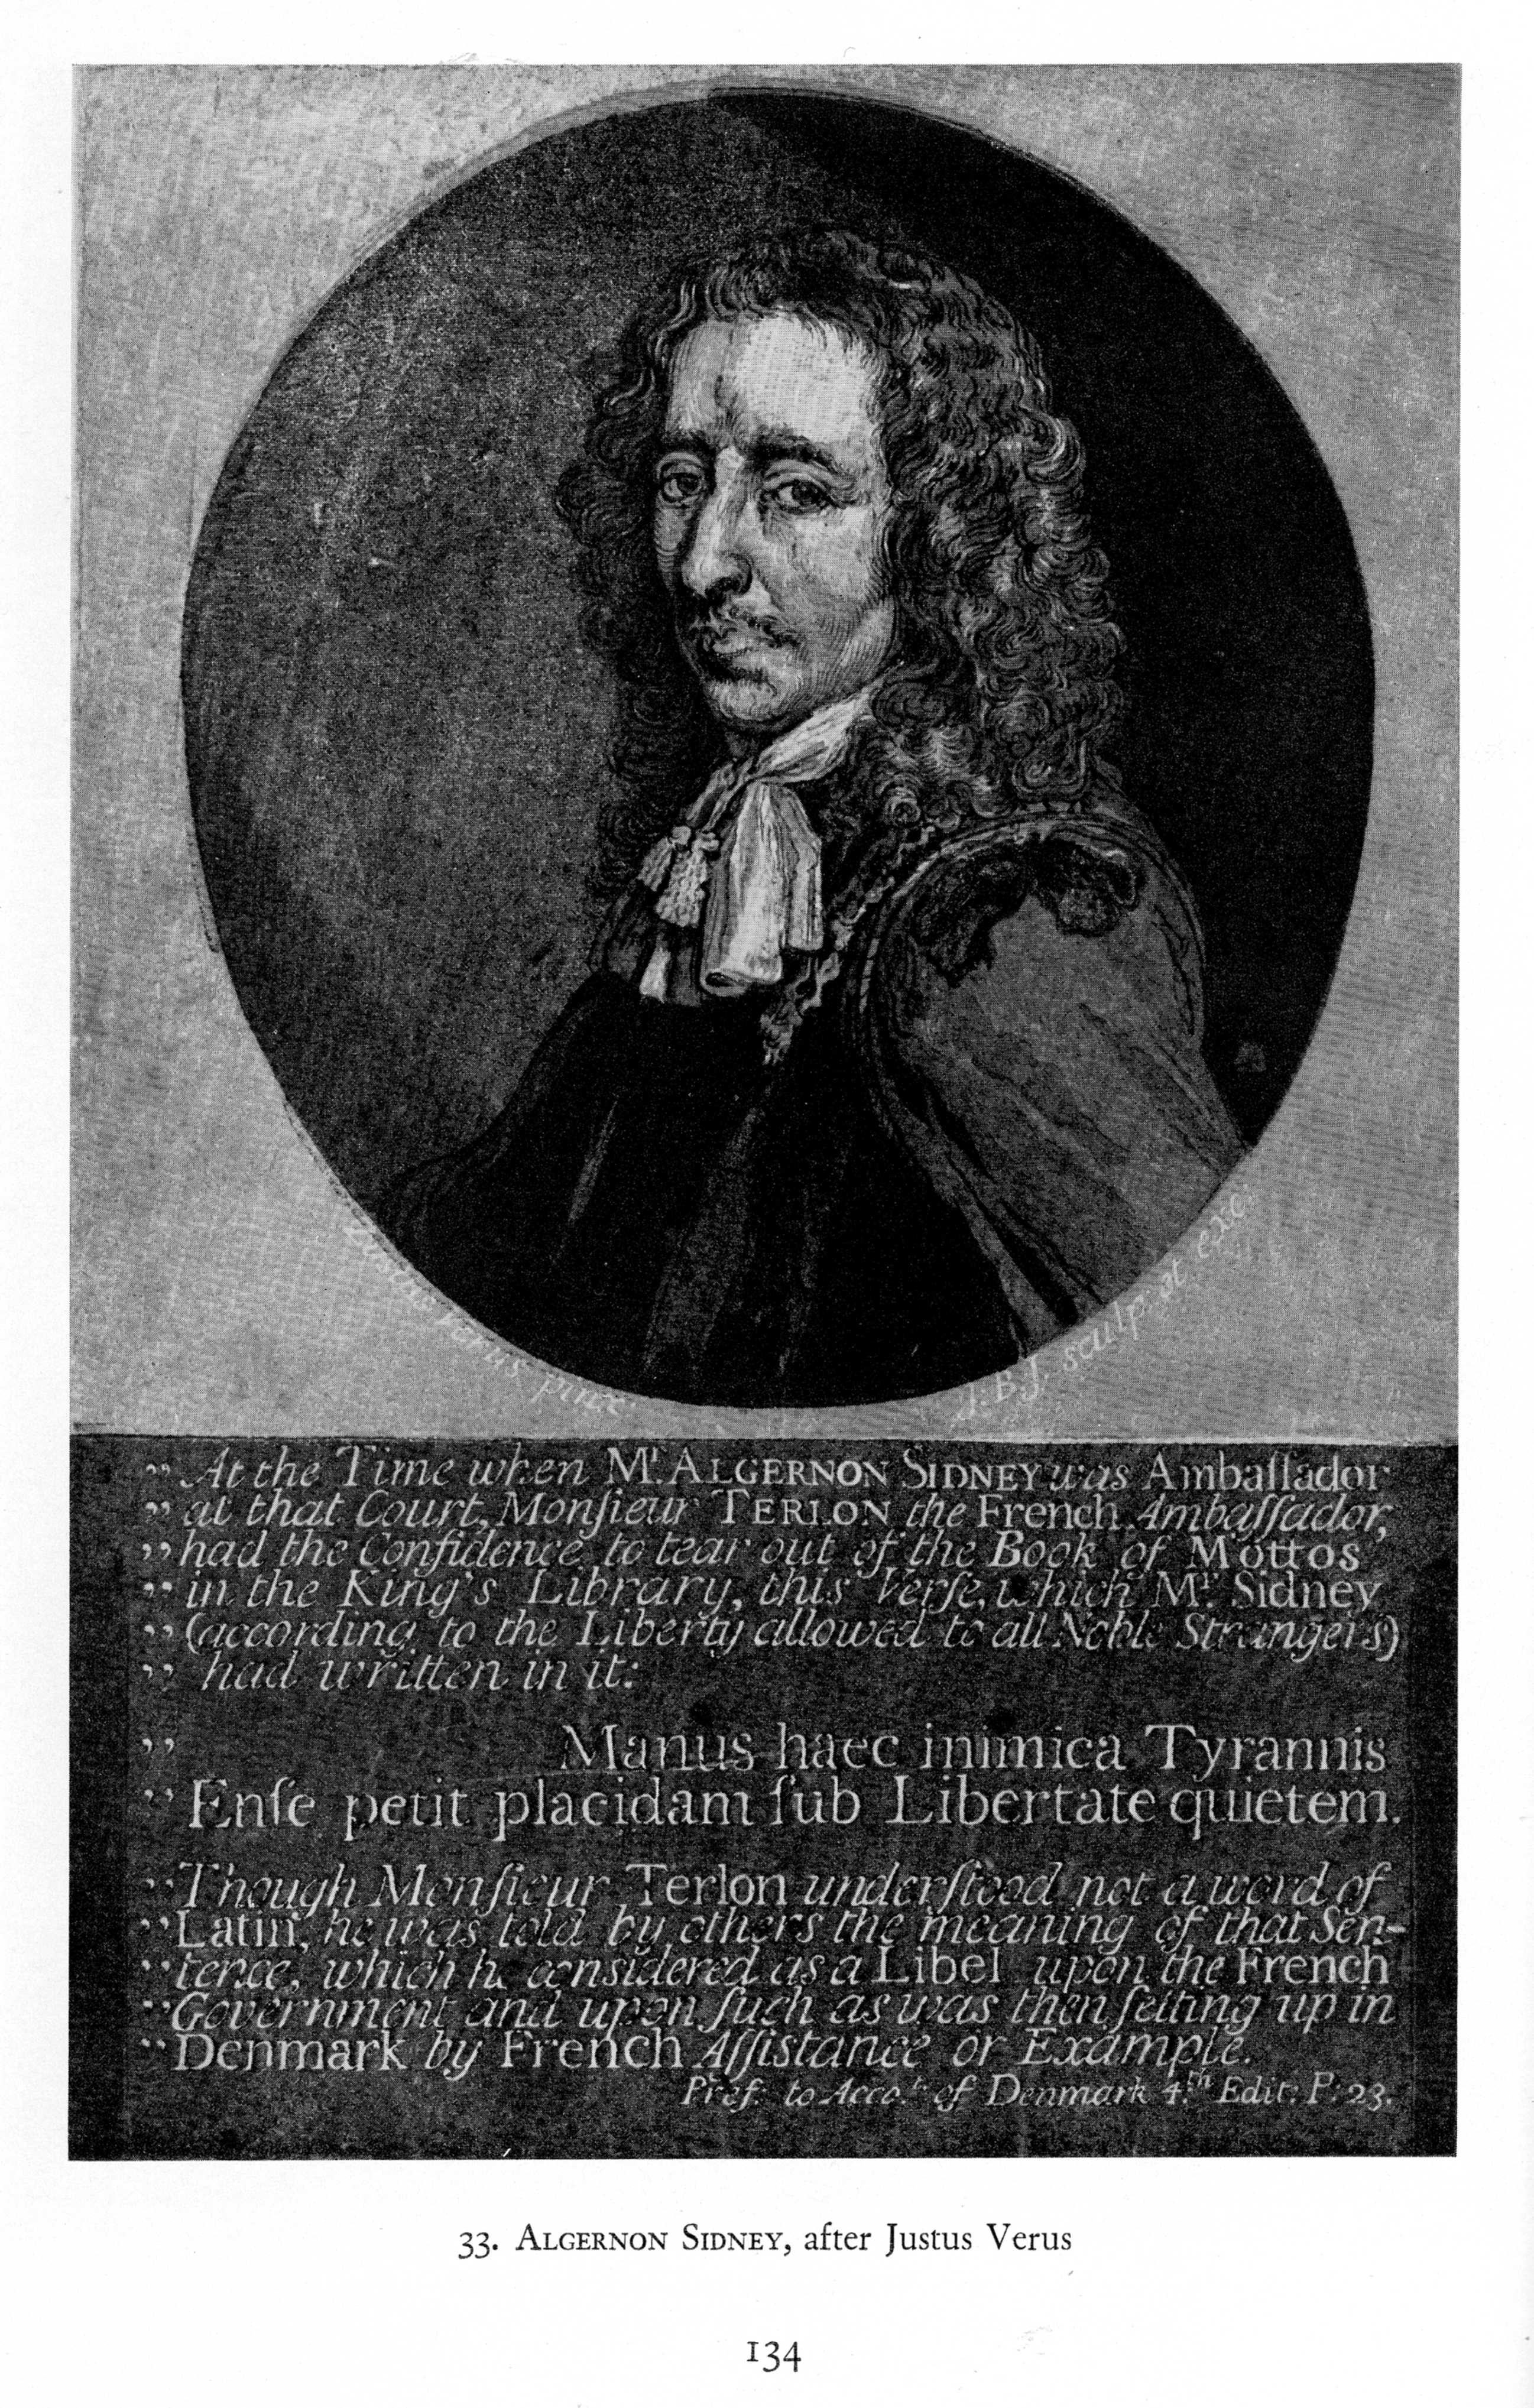 Justus Verus pinx:
J:B.J. sculp: et exc:
„ At the Time when Mʳ. ALGERNON SIDNEY was Ambaſſador
„ at that Court, Monſieur TERLON the French Ambaſſador,
„ had the Confidence to tear out of the Book of Mottos
„ in the King's Library, this Verſe, which Mʳ. Sidney
„ (according to the Liberty allowed to all Noble Strangers)
„ had written in it:
„ Manus haec inimica Tyrannis
„ Enſe petit placidam ſub Libertate quietem.
„ Though Monſieur Terlon underſtood not a word of
„ Latin, he was told by others the meaning of that Sen-
„ tence, which he considered as a Libel upon the French
„ Government and upon ſuch as was then ſetting up in
„ Denmark by French Aſſistance or Example.
Pref: to Acco.ᵗ of Denmark 4.ᵗʰ Edit: P: 23.
33. ALGERNON SIDNEY, after Justus Verus
134